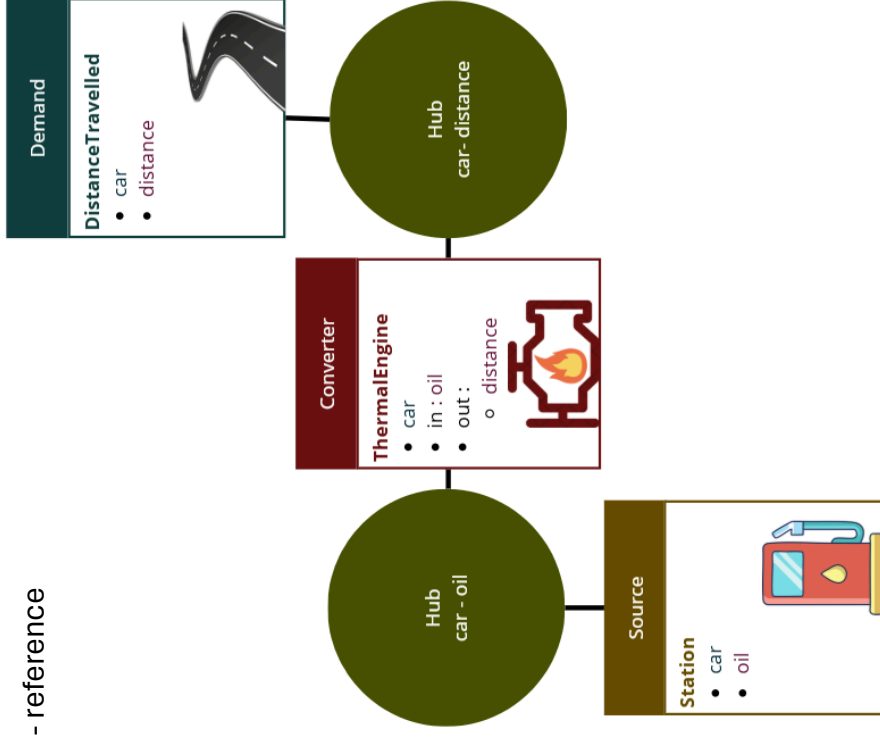 - reference
Hub
car - oil
Source
Station
• car
• oil
Converter
ThermalEngine
• car
• in : oil
• out :
○ distance
Hub
car- distance
Demand
DistanceTravelled
• car
• distance